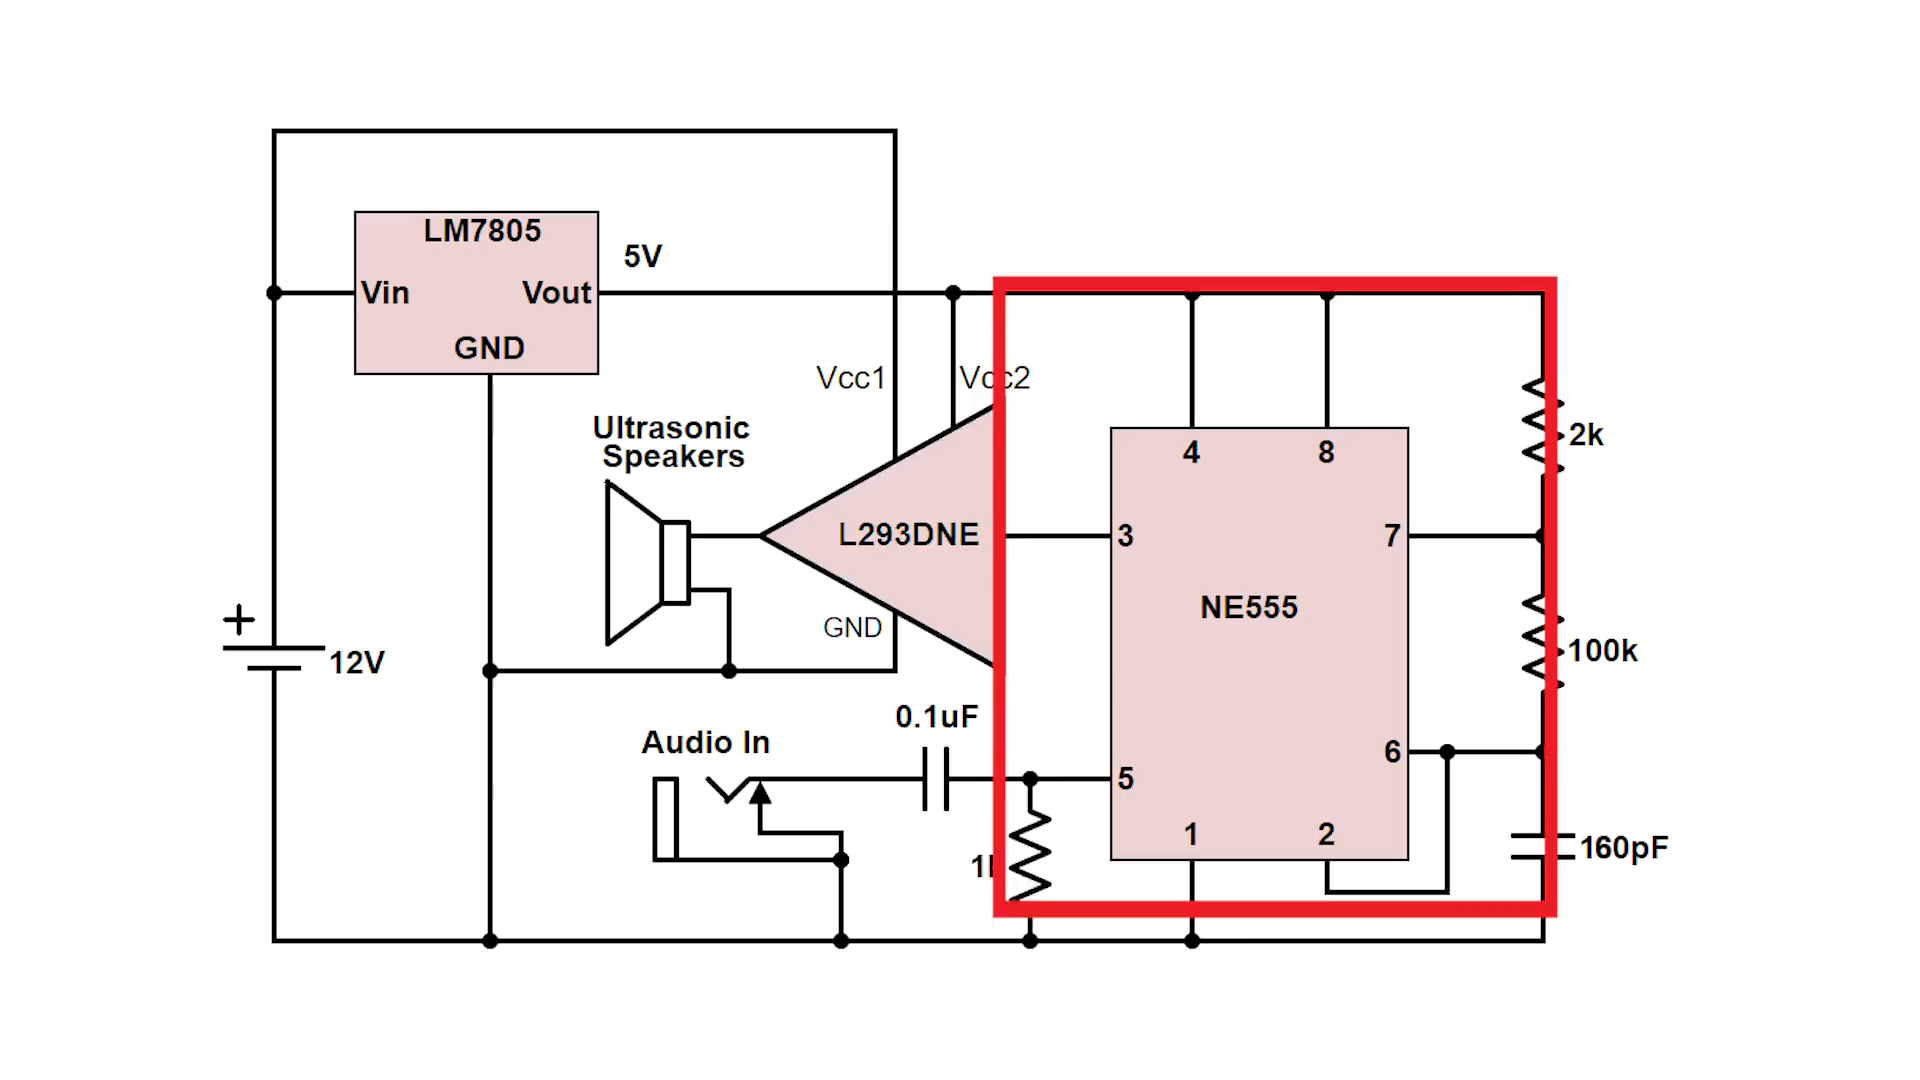 LM7805
5V
Vin
Vout
GND
Vcc1
Vcc2
Ultrasonic
Speakers
4
8
2k
L293DNE
3
7
NE555
GND
+
12V
100k
0.1uF
Audio In
6
5
1
2
160pF